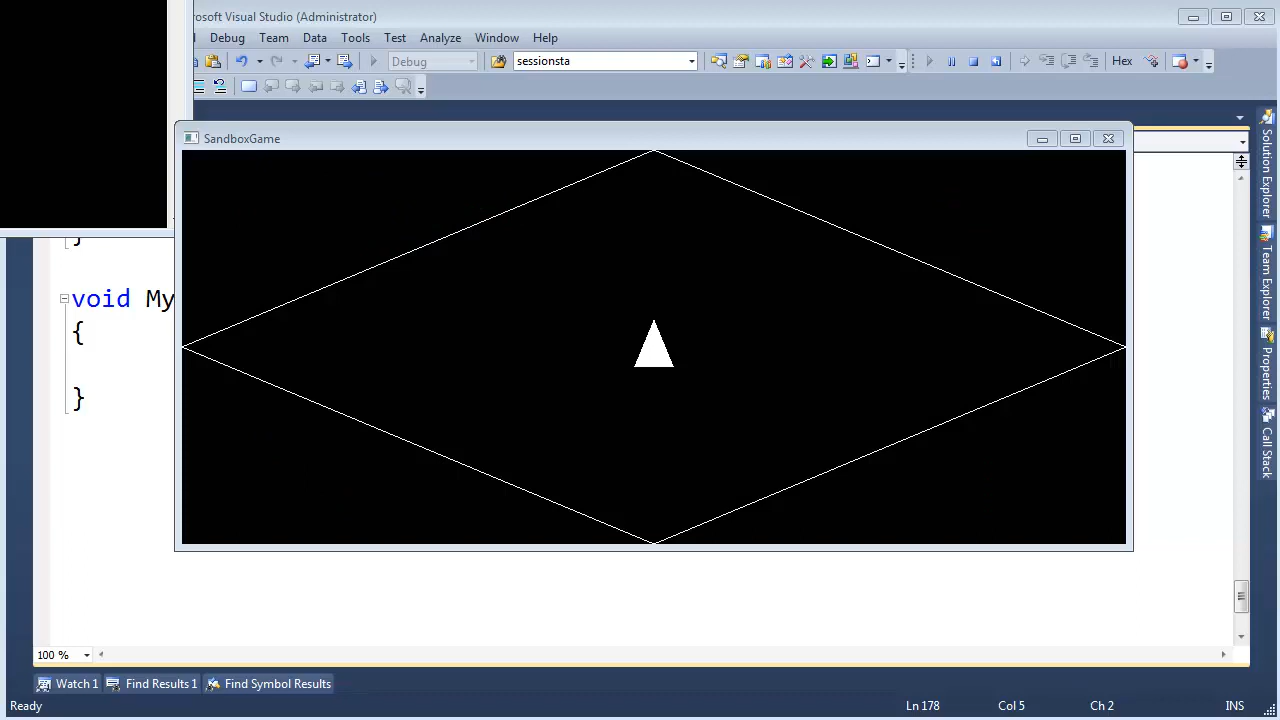 rosoft Visual Studio (Administrator)
Debug Team Data Tools Test Analyze Window Help
Debug sessionsta Hex
SandboxGame
void My
{
}
100 %
Watch 1 Find Results 1 Find Symbol Results
Ready Ln 178 Col 5 Ch 2 INS
Solution Explorer
Team Explorer
Properties
Call Stack